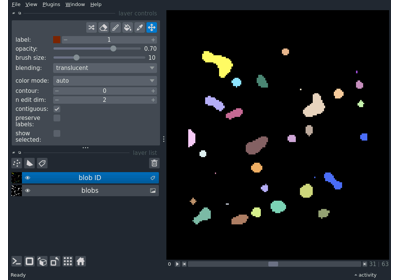 File View Plugins Window Help
layer controls
label: 1
opacity: 0.70
brush size: 10
blending: translucent
color mode: auto
contour: 0
n edit dim: 2
contiguous:
preserve
labels:
show
selected:
layer list
blob ID
blobs
Ready
31 63
activity